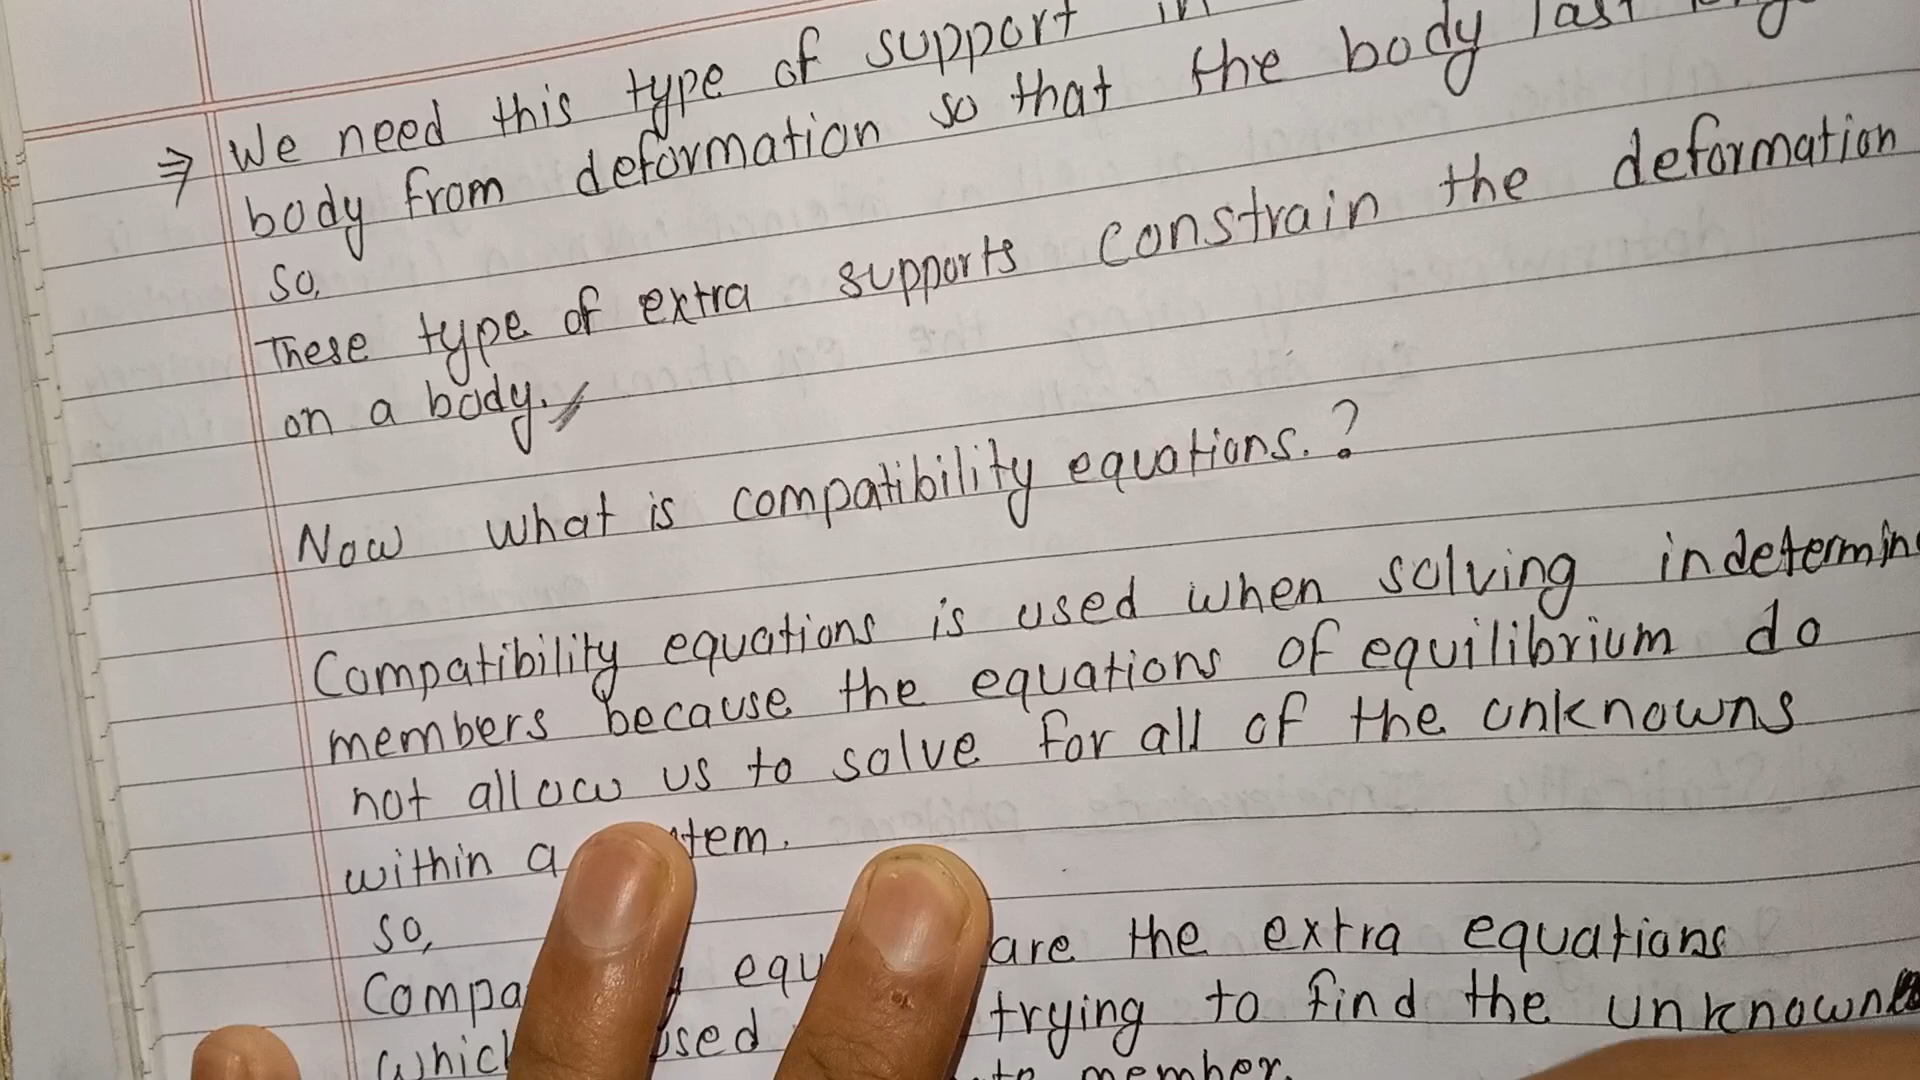 ⇒ We need this type of support in
body from deformation so that the body last
so,
These type of extra supports constrain the deformation
on a body.
Now what is compatibility equations.?
Compatibility equations is used when solving
members because the equations of equilibrium do
not allow us to solve for all of the unknowns
within a
so,
are the extra equations
trying to find the
member.